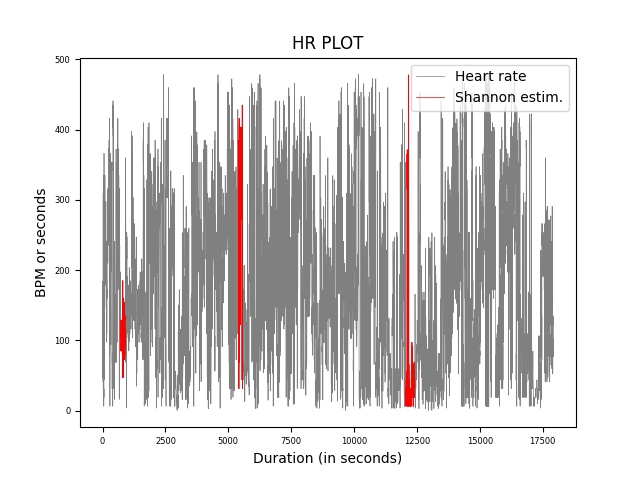 HR PLOT
Heart rate
Shannon estim.
BPM or seconds
500
400
300
200
100
0
0 2500 5000 7500 10000 12500 15000 17500
Duration (in seconds)